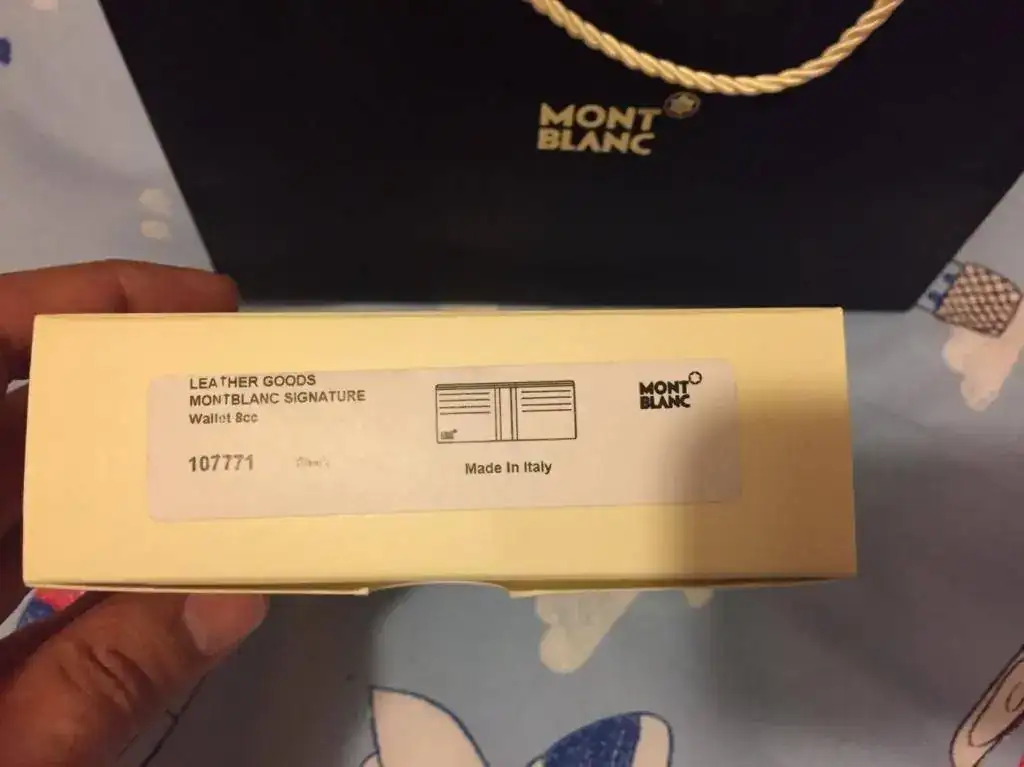 MONT
BLANC
LEATHER GOODS
MONTBLANC SIGNATURE
Wallet 8cc
107771
Made In Italy
MONT
BLANC